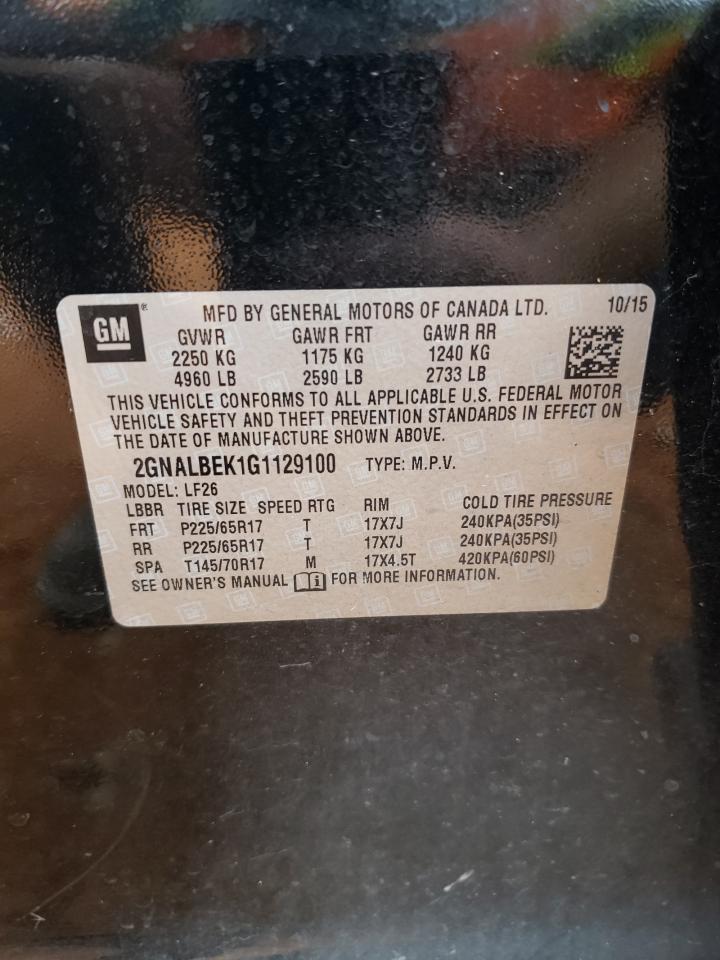 GM®
MFD BY GENERAL MOTORS OF CANADA LTD. 10/15
GVWR GAWR FRT GAWR RR
2250 KG 1175 KG 1240 KG
4960 LB 2590 LB 2733 LB
THIS VEHICLE CONFORMS TO ALL APPLICABLE U.S. FEDERAL MOTOR
VEHICLE SAFETY AND THEFT PREVENTION STANDARDS IN EFFECT ON
THE DATE OF MANUFACTURE SHOWN ABOVE.
2GNALBEK1G1129100 TYPE: M.P.V.
MODEL: LF26
LBBR TIRE SIZE SPEED RTG RIM COLD TIRE PRESSURE
FRT P225/65R17 T 17X7J 240KPA(35PSI)
RR P225/65R17 T 17X7J 240KPA(35PSI)
SPA T145/70R17 M 17X4.5T 420KPA(60PSI)
SEE OWNER'S MANUAL i FOR MORE INFORMATION.